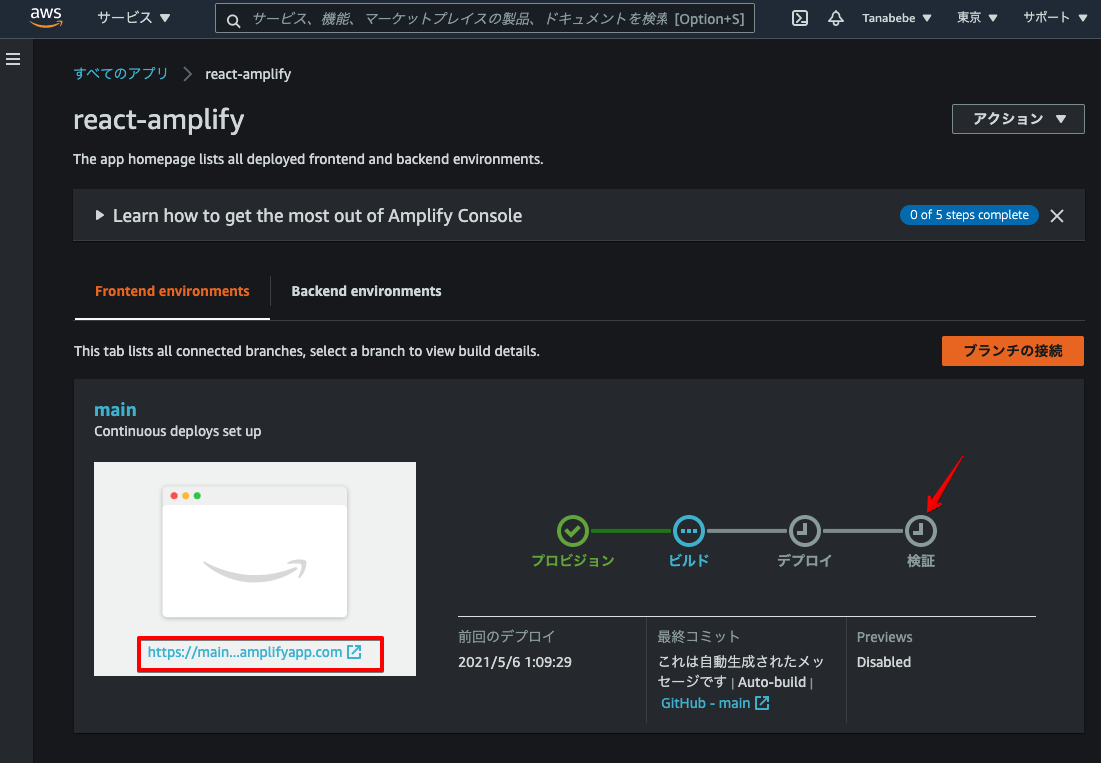 aws サービス ▼ サービス、機能、マーケットプレイスの製品、ドキュメントを検索 [Option+S] Tanabebe ▼ 東京 ▼ サポート ▼
すべてのアプリ > react-amplify
react-amplify
アクション ▼
The app homepage lists all deployed frontend and backend environments.
Learn how to get the most out of Amplify Console
0 of 5 steps complete
Frontend environments Backend environments
This tab lists all connected branches, select a branch to view build details.
ブランチの接続
main
Continuous deploys set up
https://main...amplifyapp.com
プロビジョン ビルド デプロイ 検証
前回のデプロイ
2021/5/6 1:09:29
最終コミット
これは自動生成されたメッ
セージです | Auto-build |
GitHub - main
Previews
Disabled